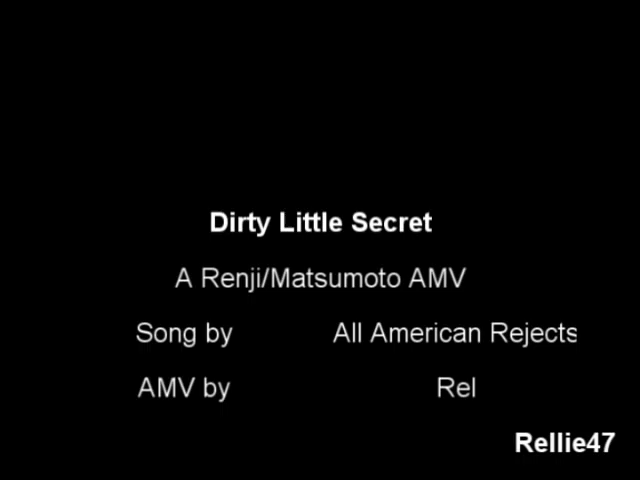 Dirty Little Secret
A Renji/Matsumoto AMV
Song by All American Rejects
AMV by Rel
Rellie47